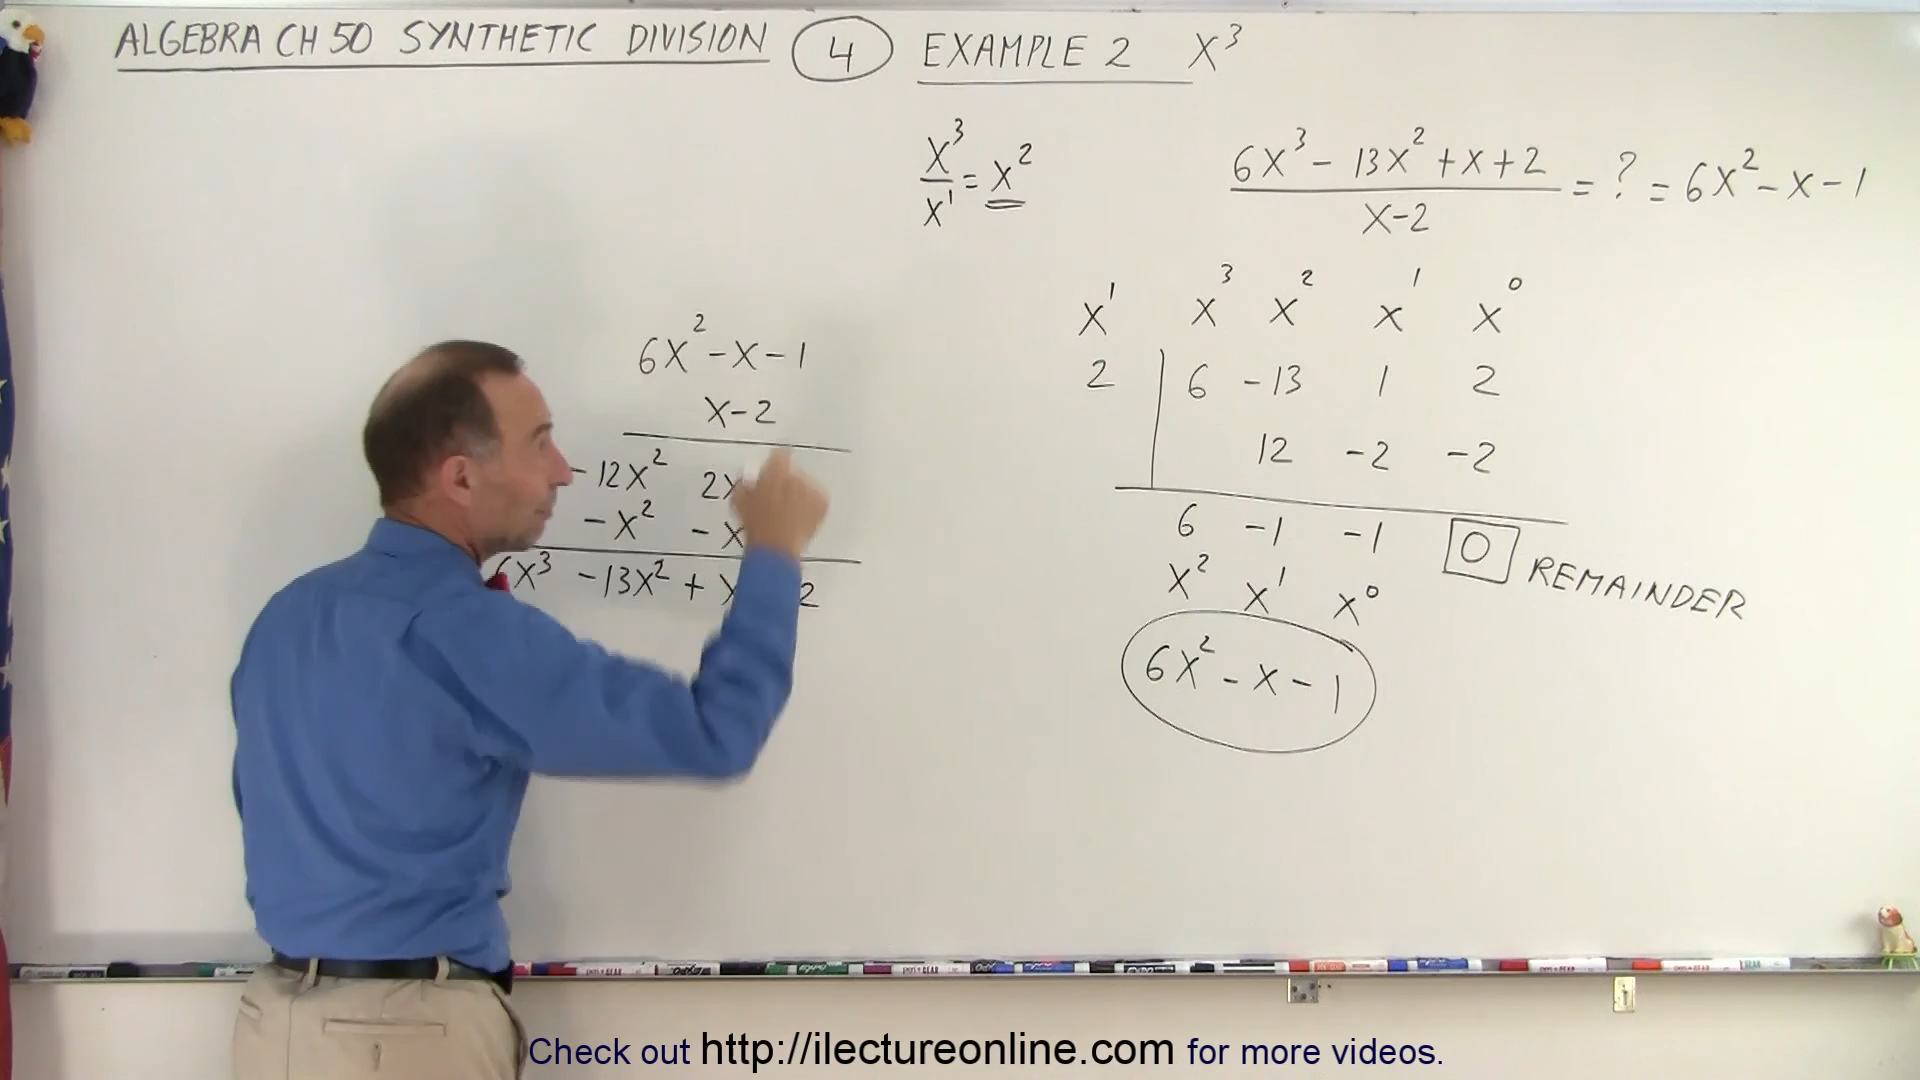 ALGEBRA CH 50 SYNTHETIC DIVISION 4 EXAMPLE 2 X³
X³/X¹ = X²
6X³ - 13X² + X + 2 / X-2 = ? = 6X² - X - 1
X¹ X³ X² X¹ X⁰
2 | 6 -13 1 2
12 -2 -2
6 -1 -1 0 REMAINDER
X² X¹ X⁰
6X² - X - 1
6X² - X - 1
X-2
-12X² 2X
-X² -X
6X³ -13X² + X 2
Check out http://ilectureonline.com for more videos.